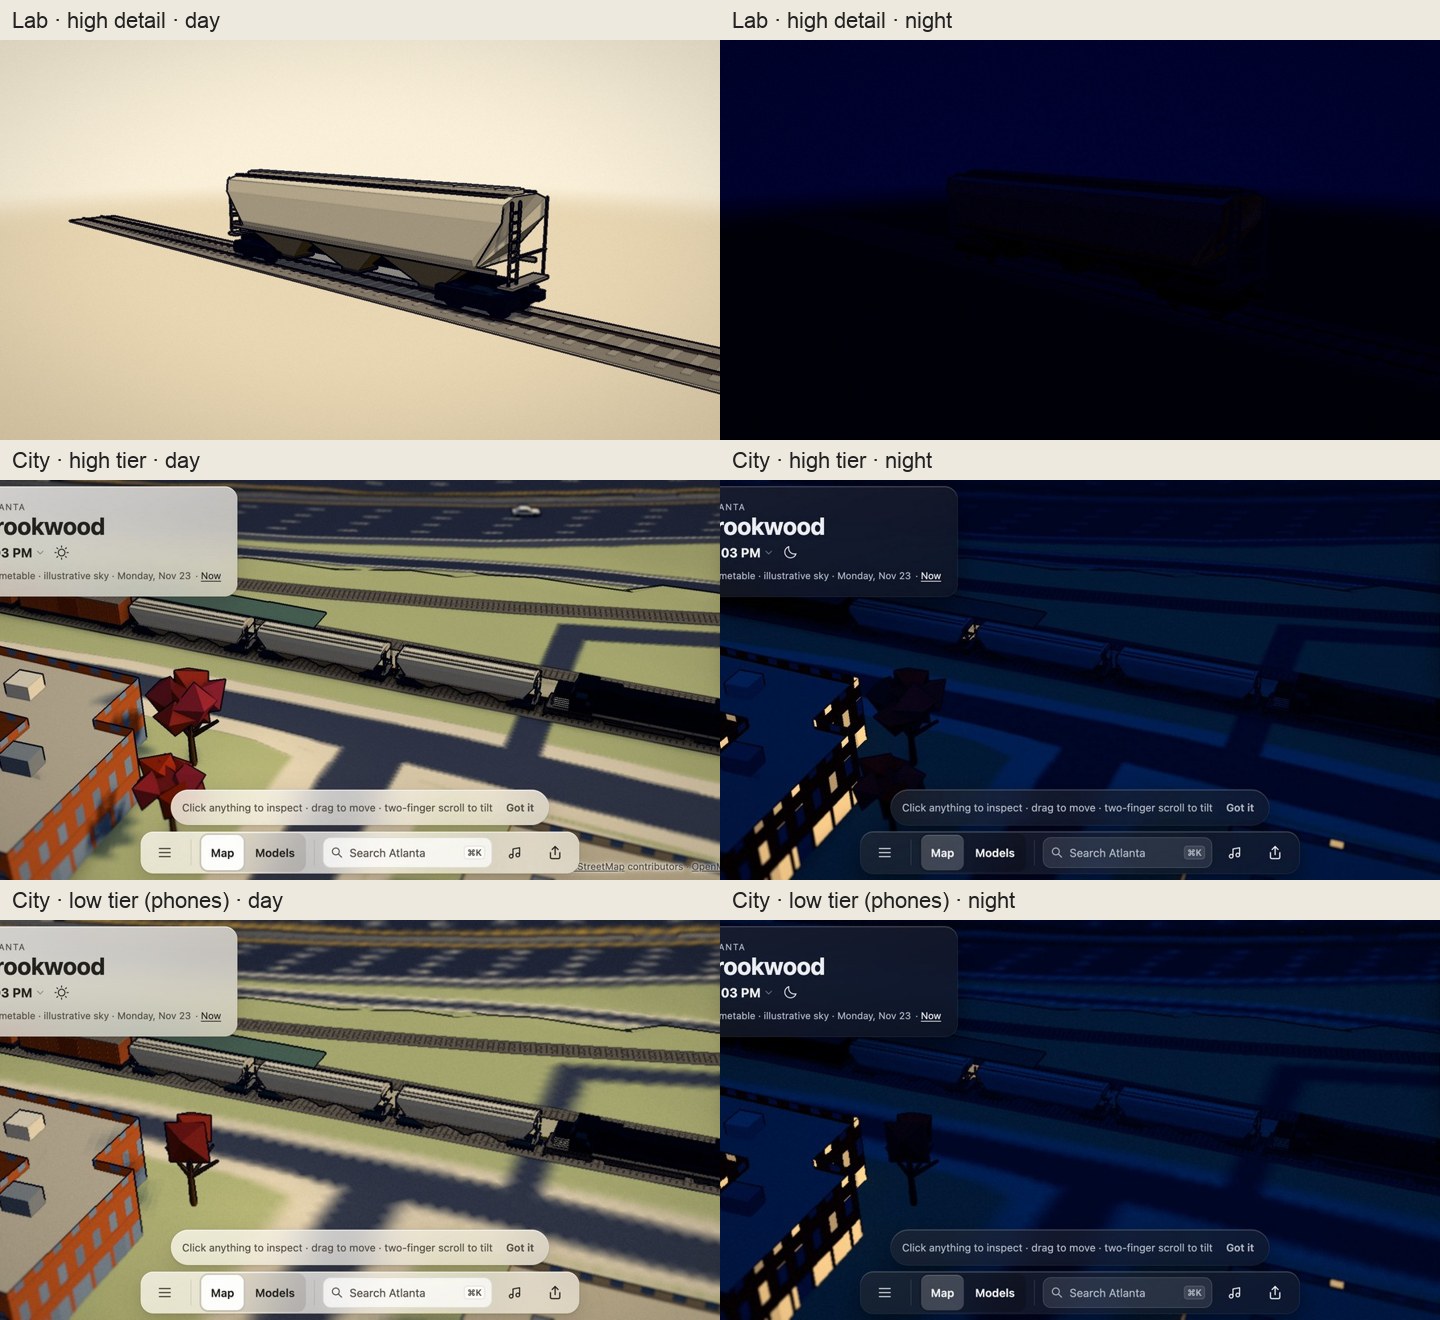 Lab · high detail · day
Lab · high detail · night
City · high tier · day
City · high tier · night
ANTA
rookwood
3 PM
metable · illustrative sky · Monday, Nov 23 · Now
Click anything to inspect · drag to move · two-finger scroll to tilt Got it
Map Models Search Atlanta ⌘K
StreetMap contributors · Open
ANTA
rookwood
03 PM
metable · illustrative sky · Monday, Nov 23 · Now
Click anything to inspect · drag to move · two-finger scroll to tilt Got it
Map Models Search Atlanta ⌘K
City · low tier (phones) · day
City · low tier (phones) · night
ANTA
rookwood
3 PM
metable · illustrative sky · Monday, Nov 23 · Now
Click anything to inspect · drag to move · two-finger scroll to tilt Got it
Map Models Search Atlanta ⌘K
ANTA
rookwood
03 PM
metable · illustrative sky · Monday, Nov 23 · Now
Click anything to inspect · drag to move · two-finger scroll to tilt Got it
Map Models Search Atlanta ⌘K